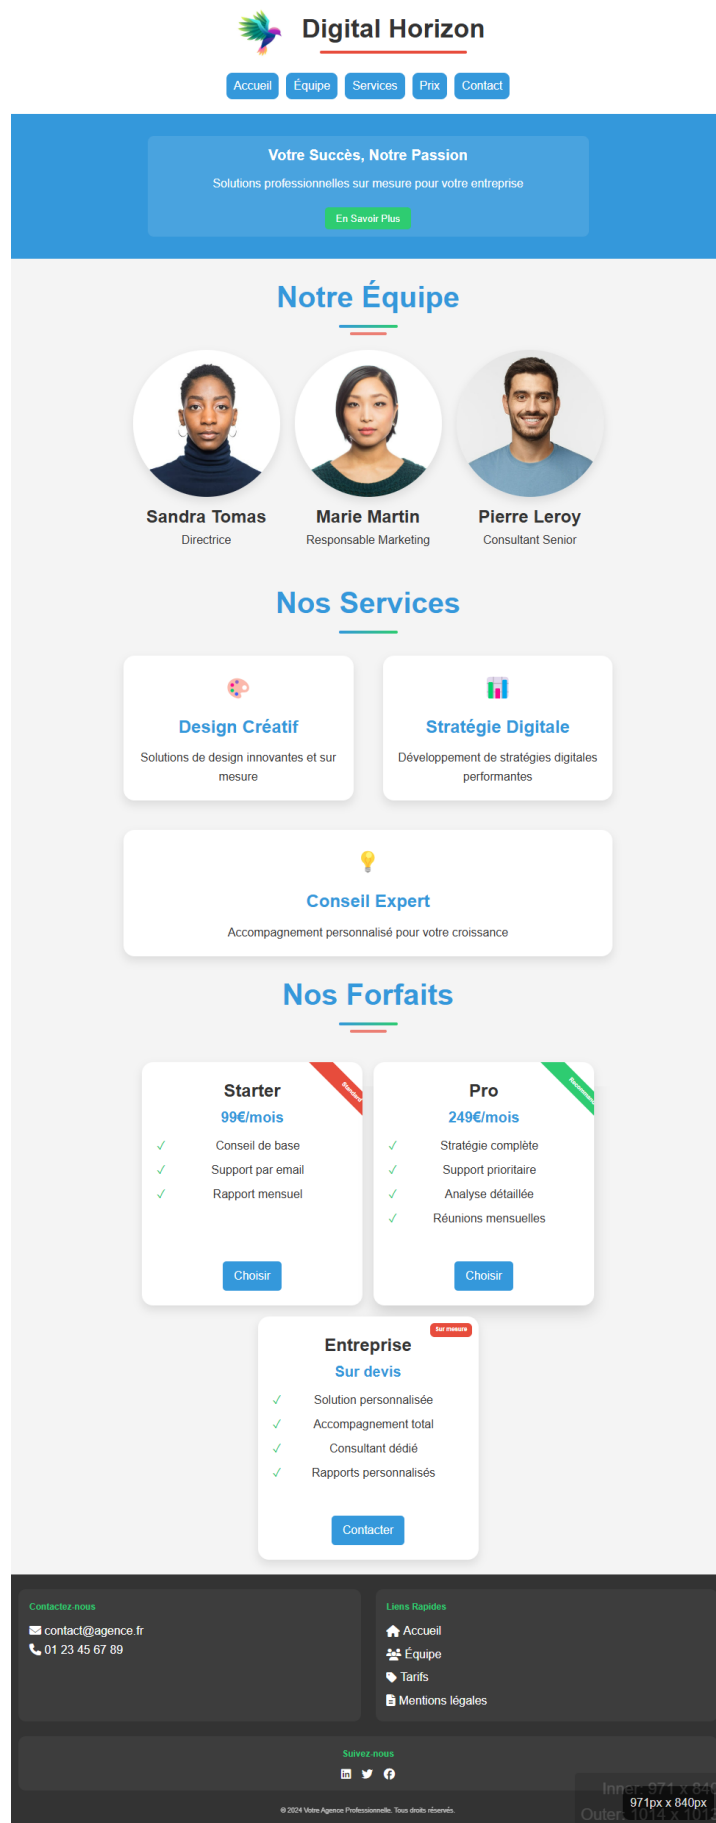 Digital Horizon
Accueil
Équipe
Services
Prix
Contact
Votre Succès, Notre Passion
Solutions professionnelles sur mesure pour votre entreprise
En Savoir Plus
Notre Équipe
Sandra Tomas
Directrice
Marie Martin
Responsable Marketing
Pierre Leroy
Consultant Senior
Nos Services
Design Créatif
Solutions de design innovantes et sur
mesure
Stratégie Digitale
Développement de stratégies digitales
performantes
Conseil Expert
Accompagnement personnalisé pour votre croissance
Nos Forfaits
Standard
Starter
99€/mois
✓ Conseil de base
✓ Support par email
✓ Rapport mensuel
Choisir
Pro
249€/mois
✓ Stratégie complète
✓ Support prioritaire
✓ Analyse détaillée
✓ Réunions mensuelles
Choisir
Sur mesure
Entreprise
Sur devis
✓ Solution personnalisée
✓ Accompagnement total
✓ Consultant dédié
✓ Rapports personnalisés
Contacter
Contactez-nous
contact@agence.fr
01 23 45 67 89
Liens Rapides
Accueil
Équipe
Tarifs
Mentions légales
Suivez-nous
© 2024 Votre Agence Professionnelle. Tous droits réservés.
Inner: 971 x 849
971px x 840px
Outer: 1014 x 1013